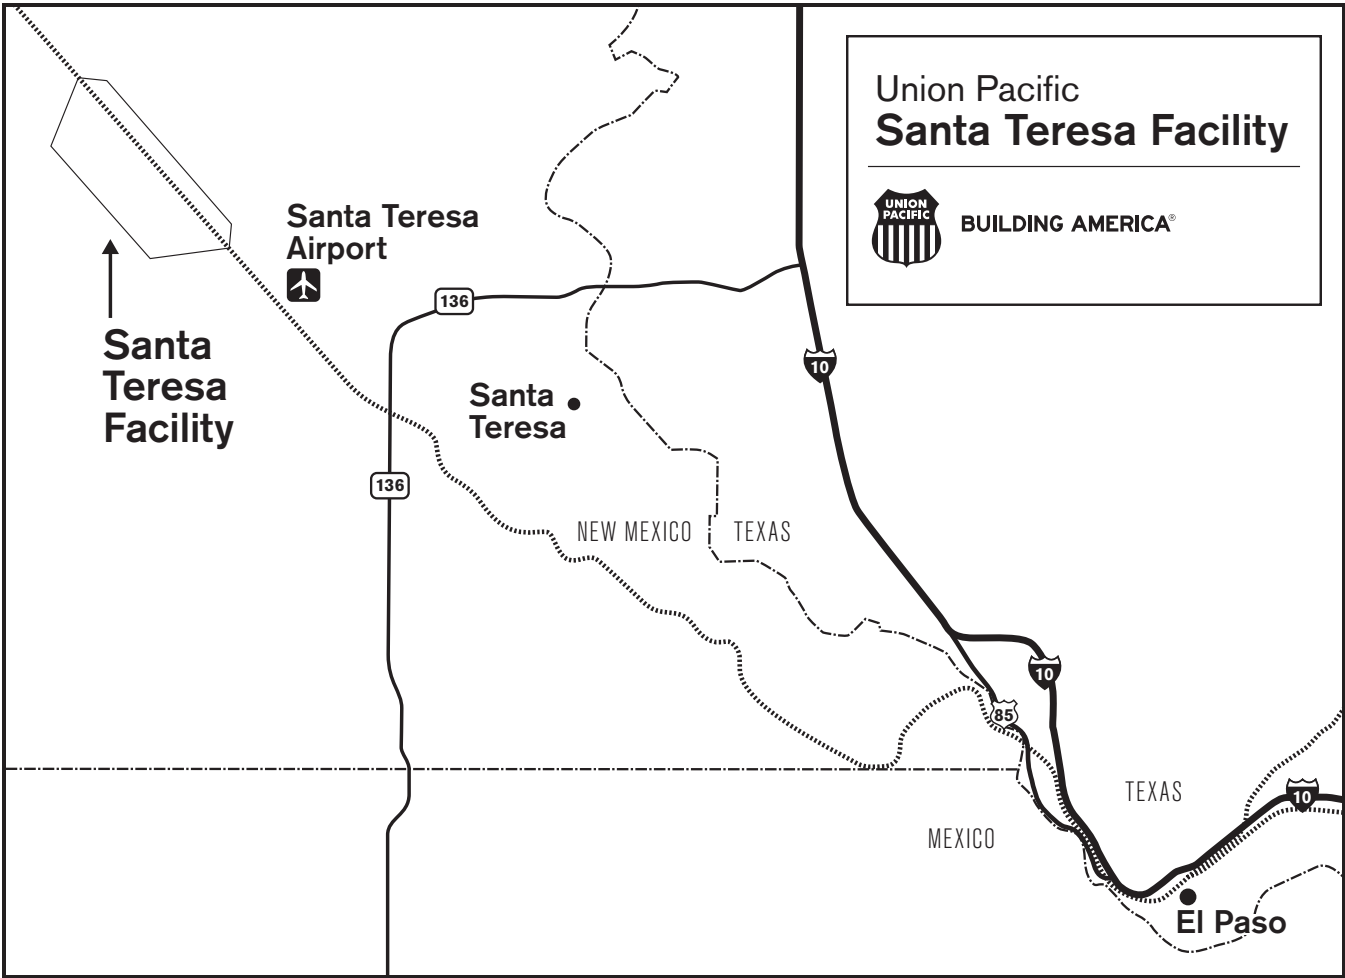 Union Pacific
Santa Teresa Facility
UNION
PACIFIC
BUILDING AMERICA®
Santa Teresa
Airport
136
Santa
Teresa
Facility
10
Santa
Teresa
136
NEW MEXICO
TEXAS
10
85
TEXAS
10
MEXICO
El Paso